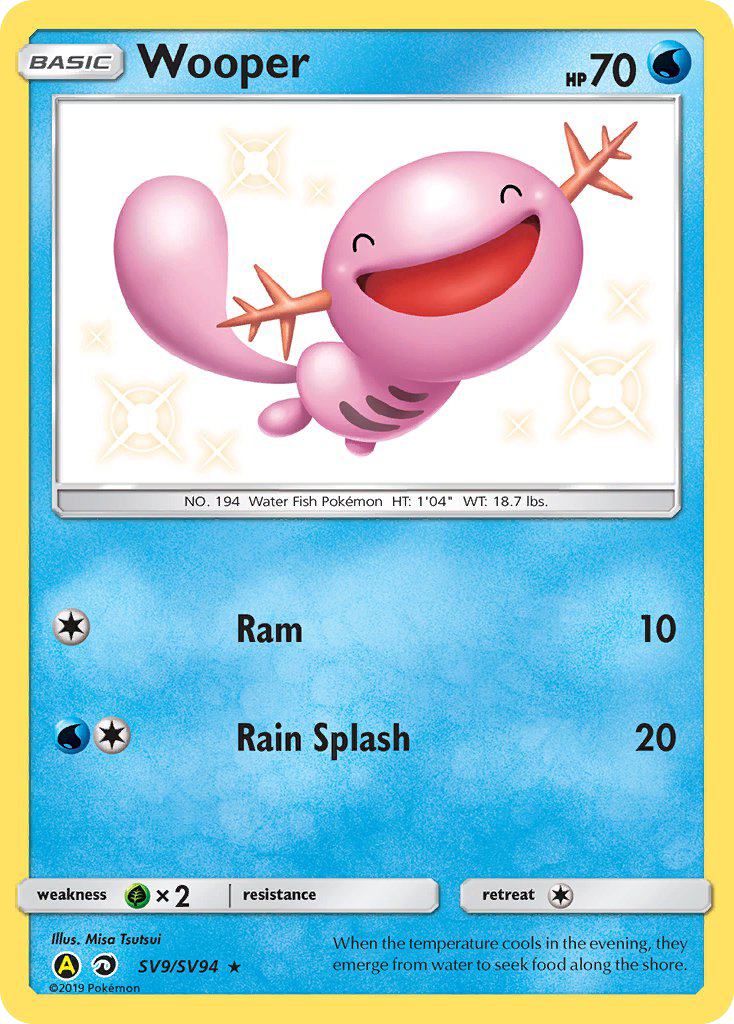 BASIC Wooper HP 70
NO. 194 Water Fish Pokémon HT: 1'04" WT: 18.7 lbs.
Ram 10
Rain Splash 20
weakness ×2 resistance retreat
Illus. Misa Tsutsui
When the temperature cools in the evening, they
emerge from water to seek food along the shore.
A SV9/SV94 ★
©2019 Pokémon